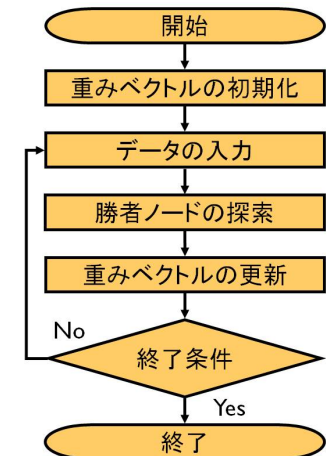 開始
重みベクトルの初期化
データの入力
勝者ノードの探索
重みベクトルの更新
No
終了条件
Yes
終了